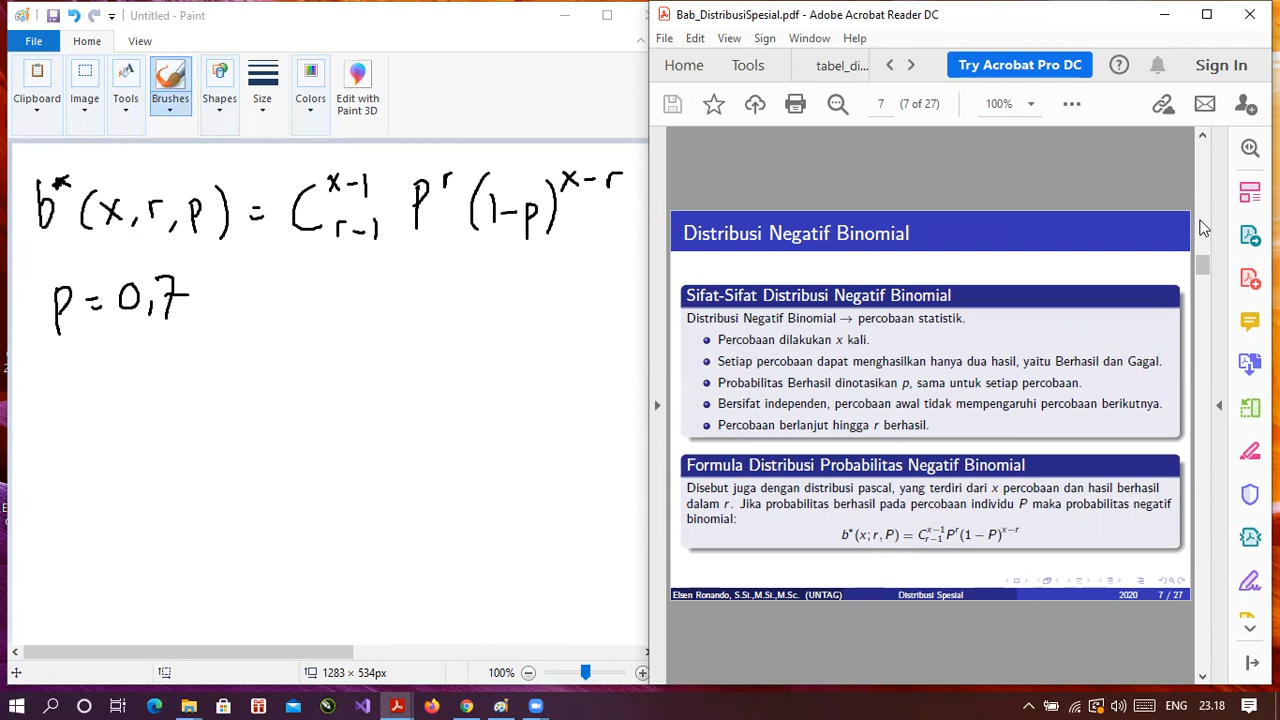 Untitled - Paint
File
Home
View
Clipboard
Image
Tools
Brushes
Shapes
Size
Colors
Edit with
Paint 3D
b*(x,r,p) = C^{x-1}_{r-1} P^r (1-p)^{x-r}
p = 0,7
100%
1283 × 534px
Bab_DistribusiSpesial.pdf - Adobe Acrobat Reader DC
File Edit View Sign Window Help
Home Tools tabel_di... Try Acrobat Pro DC Sign In
7 (7 of 27) 100%
Distribusi Negatif Binomial
Sifat-Sifat Distribusi Negatif Binomial
Distribusi Negatif Binomial → percobaan statistik.
Percobaan dilakukan x kali.
Setiap percobaan dapat menghasilkan hanya dua hasil, yaitu Berhasil dan Gagal.
Probabilitas Berhasil dinotasikan p, sama untuk setiap percobaan.
Bersifat independen, percobaan awal tidak mempengaruhi percobaan berikutnya.
Percobaan berlanjut hingga r berhasil.
Formula Distribusi Probabilitas Negatif Binomial
Disebut juga dengan distribusi pascal, yang terdiri dari x percobaan dan hasil berhasil
dalam r. Jika probabilitas berhasil pada percobaan individu P maka probabilitas negatif
binomial:
b*(x; r, P) = C^{x-1}_{r-1} P^r (1 − P)^{x-r}
Elsen Ronando, S.Si.,M.Si.,M.Sc. (UNTAG) Distribusi Spesial 2020 7 / 27
ENG 23.18